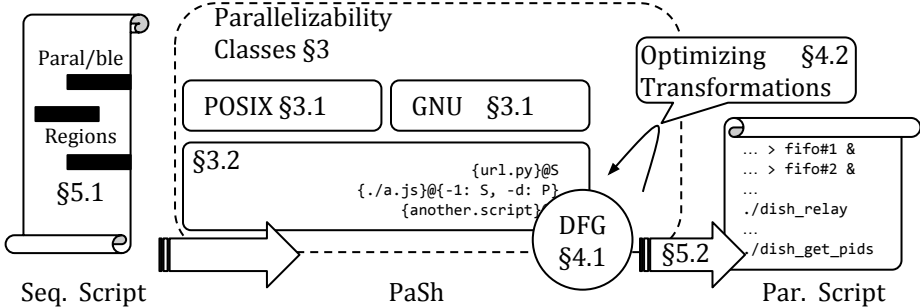 Paral/ble
Regions
§5.1
Seq. Script
Parallelizability
Classes §3
POSIX §3.1
GNU §3.1
§3.2
{url.py}@S
{./a.js}@{-1: S, -d: P}
{another.script}
DFG
§4.1
PaSh
Optimizing §4.2
Transformations
§5.2
… > fifo#1 &
… > fifo#2 &
…
./dish_relay
…
./dish_get_pids
Par. Script